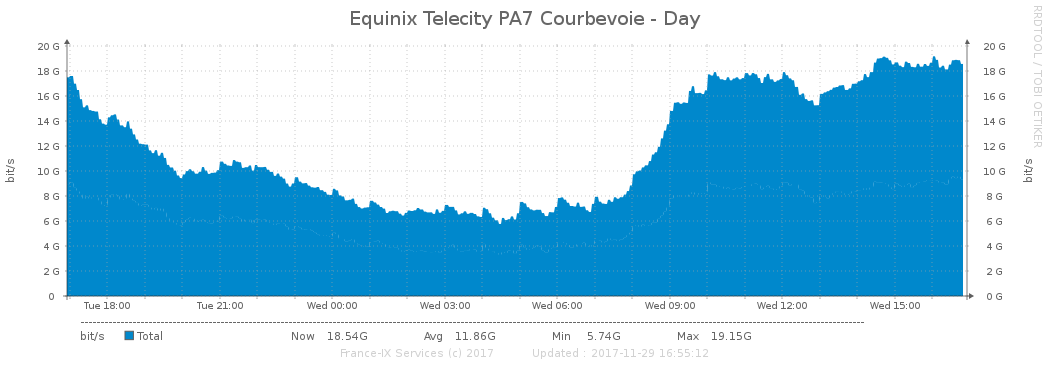 Equinix Telecity PA7 Courbevoie - Day
RRDTOOL / TOBI OETIKER
bit/s
bit/s
20 G 20 G
18 G 18 G
16 G 16 G
14 G 14 G
12 G 12 G
10 G 10 G
8 G 8 G
6 G 6 G
4 G 4 G
2 G 2 G
0 0 G
Tue 18:00 Tue 21:00 Wed 00:00 Wed 03:00 Wed 06:00 Wed 09:00 Wed 12:00 Wed 15:00
bit/s Total Now 18.54G Avg 11.86G Min 5.74G Max 19.15G
France-IX Services (c) 2017 Updated : 2017-11-29 16:55:12